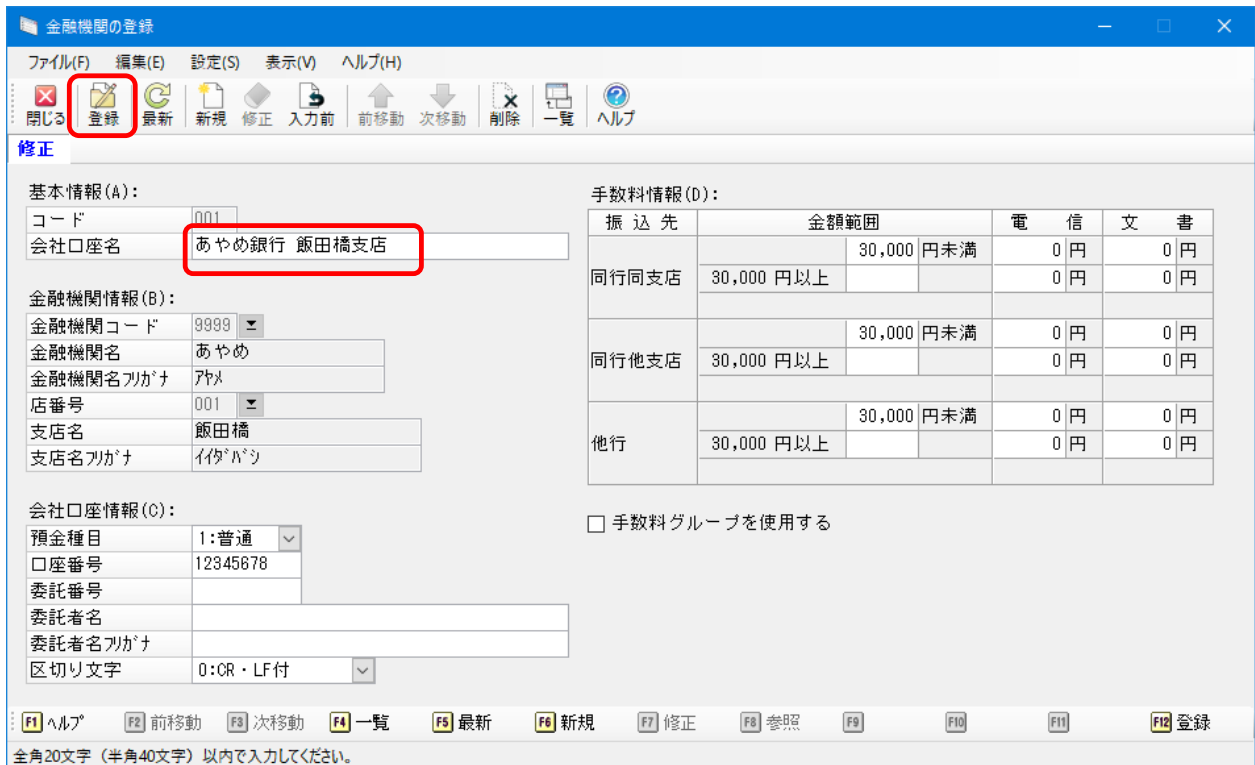 金融機関の登録
ファイル(F) 編集(E) 設定(S) 表示(V) ヘルプ(H)
閉じる 登録 最新 新規 修正 入力前 前移動 次移動 削除 一覧 ヘルプ
修正
基本情報(A):
コード 001
会社口座名 あやめ銀行 飯田橋支店
金融機関情報(B):
金融機関コード 9999
金融機関名 あやめ
金融機関名ﾌﾘｶﾞﾅ ｱﾔﾒ
店番号 001
支店名 飯田橋
支店名ﾌﾘｶﾞﾅ ｲｲﾀﾞﾊﾞｼ
会社口座情報(C):
預金種目 1:普通
口座番号 12345678
委託番号
委託者名
委託者名ﾌﾘｶﾞﾅ
区切り文字 0:CR・LF付
手数料情報(D):
振込先 金額範囲 電信 文書
30,000 円未満 0 円 0 円
同行同支店 30,000 円以上 0 円 0 円
30,000 円未満 0 円 0 円
同行他支店 30,000 円以上 0 円 0 円
30,000 円未満 0 円 0 円
他行 30,000 円以上 0 円 0 円
手数料グループを使用する
F1 ヘルプ F2 前移動 F3 次移動 F4 一覧 F5 最新 F6 新規 F7 修正 F8 参照 F9 F10 F11 F12 登録
全角20文字（半角40文字）以内で入力してください。